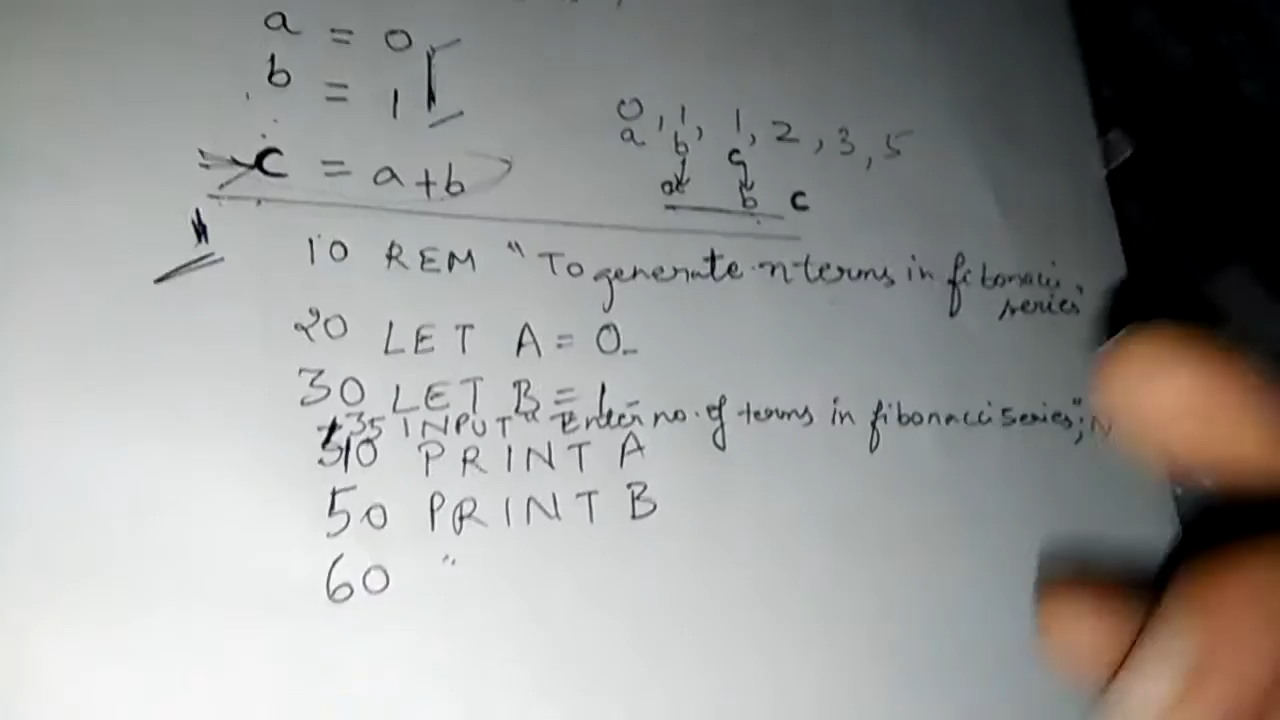 a = 0
b = 1
c = a+b
0, 1, 1, 2, 3, 5
a b c
a b c
10 REM "To generate n terms in fibonacci
series"
20 LET A = 0
30 LET B = 1
35 INPUT "Enter no. of terms in fibonacci series"; N
40 PRINT A
50 PRINT B
60 "